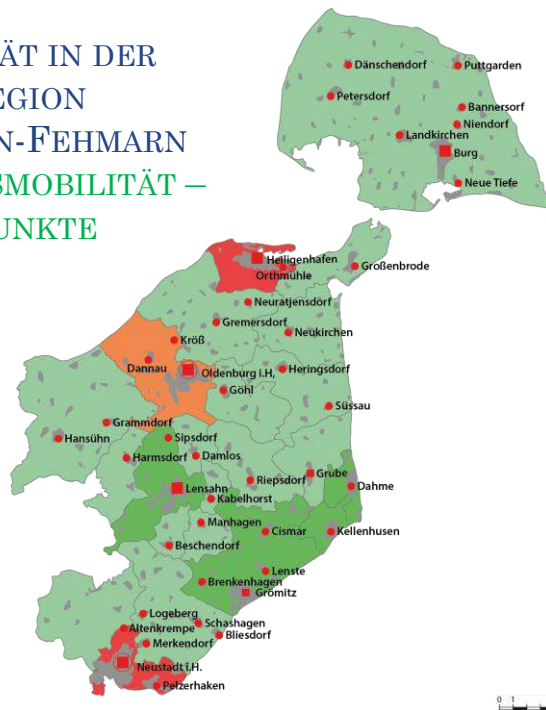 ÄT IN DER
EGION
N-FEHMARN
SMOBILITÄT –
UNKTE
Dänschendorf
Puttgarden
Petersdorf
Bannersorf
Niendorf
Landkirchen
Burg
Neue Tiefe
Heiligenhafen
Orthmühle
Großenbrode
Neuratjensdorf
Gremersdorf
Neukirchen
Kröß
Dannau
Oldenburg i.H,
Heringsdorf
Göhl
Süssau
Grammdorf
Hansühn
Sipsdorf
Harmsdorf
Damlos
Grube
Riepsdorf
Dahme
Lensahn
Kabelhorst
Manhagen
Cismar
Kellenhusen
Beschendorf
Lenste
Brenkenhagen
Grömitz
Logeberg
Schashagen
Altenkrempe
Bliesdorf
Merkendorf
Neustadt i.H.
Pelzerhaken
0 1